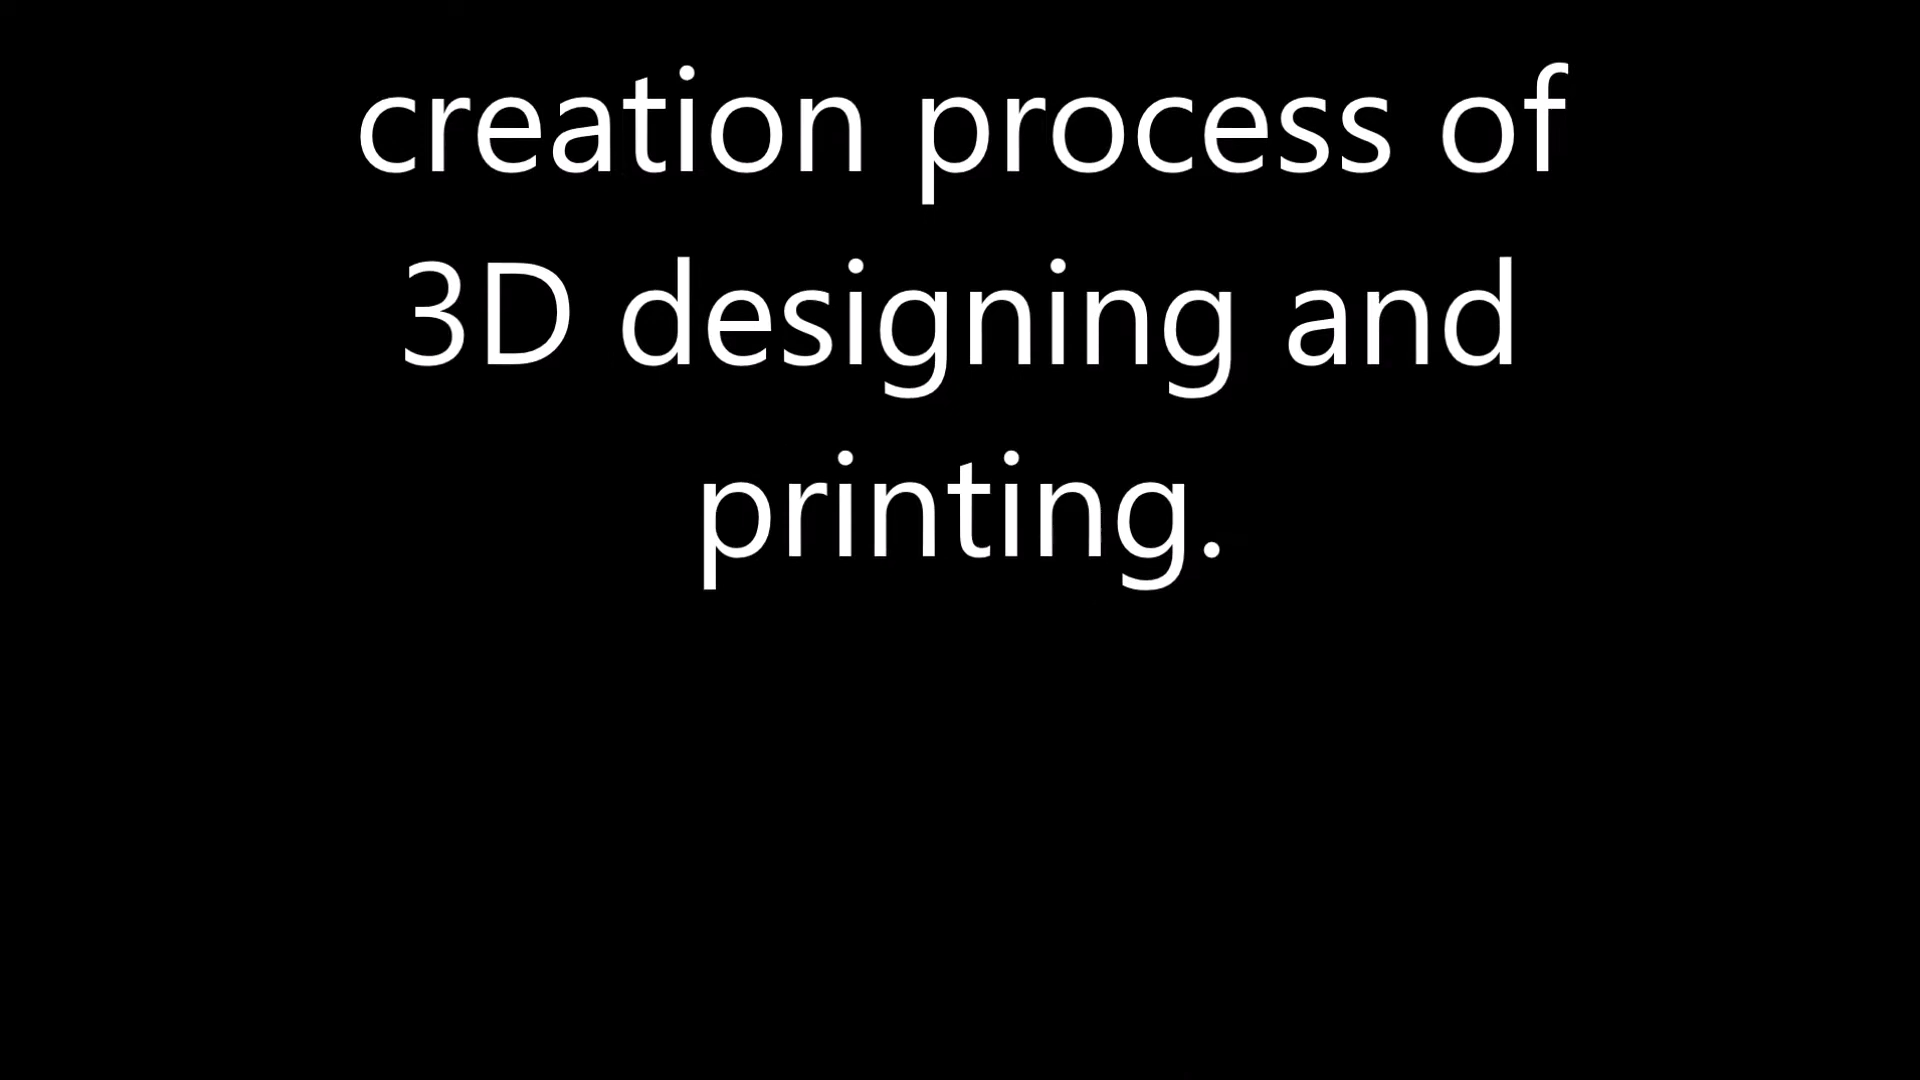 creation process of
3D designing and
printing.